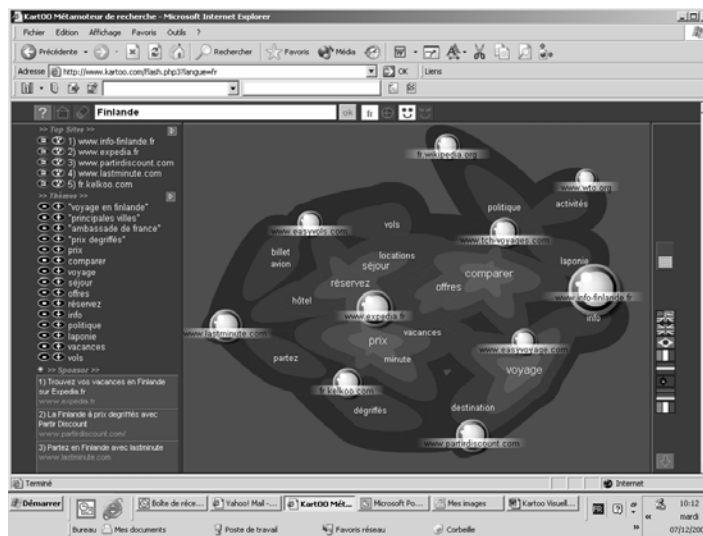 KartOO Métamoteur de recherche - Microsoft Internet Explorer
Fichier Edition Affichage Favoris Outils ?
Précédente Rechercher Favoris Média
Adresse http://www.kartoo.com/flash.php3?langue=fr OK Liens
? Finlande ok fr
>> Top Sites >>
1) www.info-finlande.fr
2) www.expedia.fr
3) www.partirdiscount.com
4) www.lastminute.com
5) fr.kelkoo.com
>> Thèmes >>
"voyage en finlande"
"principales villes"
"ambassade de france"
"prix degriffés"
prix
comparer
voyage
séjour
offres
réservez
info
politique
laponie
vacances
vols
>> Sponsor >>
1) Trouvez vos vacances en Finlande
sur Expedia.fr
www.expedia.fr
2) La Finlande à prix degriffés avec
Partir Discount
www.partirdiscount.com/
3) Partez en Finlande avec lastminute
www.lastminute.com
fr.wikipedia.org
www.wto.org
activités
politique
www.easyvols.com
vols
www.tch-voyages.com
billet
avion
locations
séjour
laponie
comparer
réservez
offres
www.info-finlande.fr
hôtel
www.expedia.fr
info
www.lastminute.com
vacances
prix
www.easyvoyage.com
partez
minute
voyage
fr.kelkoo.com
dégriffés
destination
www.partirdiscount.com
Terminé Internet
Démarrer Boîte de réce... Yahoo! Mail -... KartOO Mét... Microsoft Po... Mes images Kartoo Visuell... FR 10:12
Bureau Mes documents Poste de travail Favoris réseau Corbeille mardi
07/12/200